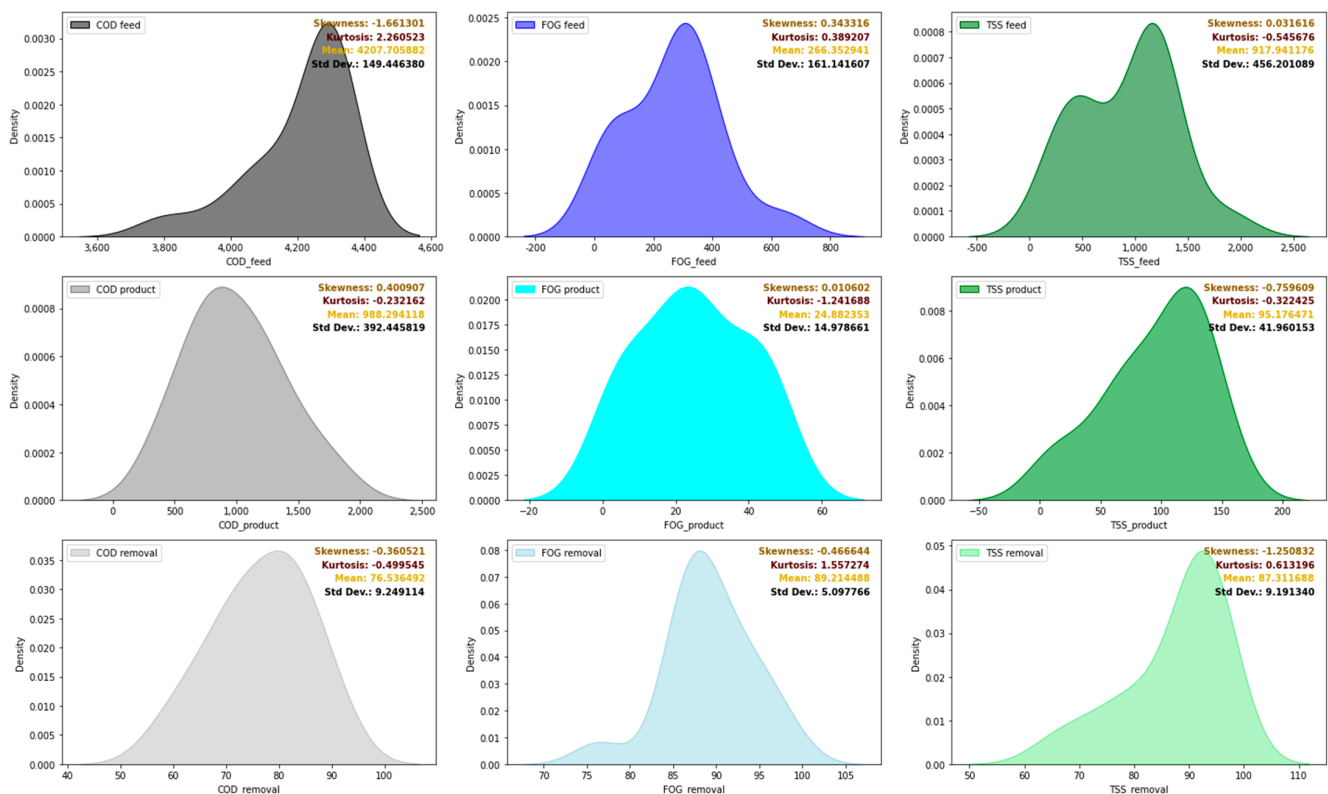 COD feed
Skewness: -1.661301
Kurtosis: 2.260523
Mean: 4207.705882
Std Dev.: 149.446380
Density
0.0030
0.0025
0.0020
0.0015
0.0010
0.0005
0.0000
3,600
3,800
4,000
4,200
4,400
4,600
COD_feed
FOG feed
Skewness: 0.343316
Kurtosis: 0.389207
Mean: 266.352941
Std Dev.: 161.141607
Density
0.0025
0.0020
0.0015
0.0010
0.0005
0.0000
-200
0
200
400
600
800
FOG_feed
TSS feed
Skewness: 0.031616
Kurtosis: -0.545676
Mean: 917.941176
Std Dev.: 456.201089
Density
0.0008
0.0007
0.0006
0.0005
0.0004
0.0003
0.0002
0.0001
0.0000
-500
0
500
1,000
1,500
2,000
2,500
TSS_feed
COD product
Skewness: 0.400907
Kurtosis: -0.232162
Mean: 988.294118
Std Dev.: 392.445819
Density
0.0008
0.0006
0.0004
0.0002
0.0000
0
500
1,000
1,500
2,000
2,500
COD_product
FOG product
Skewness: 0.010602
Kurtosis: -1.241688
Mean: 24.882353
Std Dev.: 14.978661
Density
0.0200
0.0175
0.0150
0.0125
0.0100
0.0075
0.0050
0.0025
0.0000
−20
0
20
40
60
FOG_product
TSS product
Skewness: -0.759609
Kurtosis: -0.322425
Mean: 95.176471
Std Dev.: 41.960153
Density
0.008
0.006
0.004
0.002
0.000
−50
0
50
100
150
200
TSS_product
COD removal
Skewness: -0.360521
Kurtosis: -0.499545
Mean: 76.536492
Std Dev.: 9.249114
Density
0.035
0.030
0.025
0.020
0.015
0.010
0.005
0.000
40
50
60
70
80
90
100
COD_removal
FOG removal
Skewness: -0.466644
Kurtosis: 1.557274
Mean: 89.214488
Std Dev.: 5.097766
Density
0.08
0.07
0.06
0.05
0.04
0.03
0.02
0.01
0.00
70
75
80
85
90
95
100
105
FOG_removal
TSS removal
Skewness: -1.250832
Kurtosis: 0.613196
Mean: 87.311688
Std Dev.: 9.191340
Density
0.05
0.04
0.03
0.02
0.01
0.00
50
60
70
80
90
100
110
TSS_removal